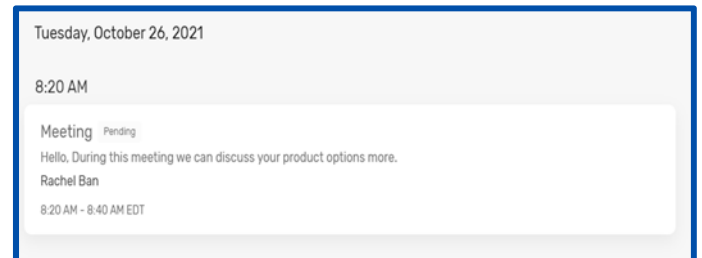 Tuesday, October 26, 2021
8:20 AM
Meeting Pending
Hello, During this meeting we can discuss your product options more.
Rachel Ban
8:20 AM - 8:40 AM EDT